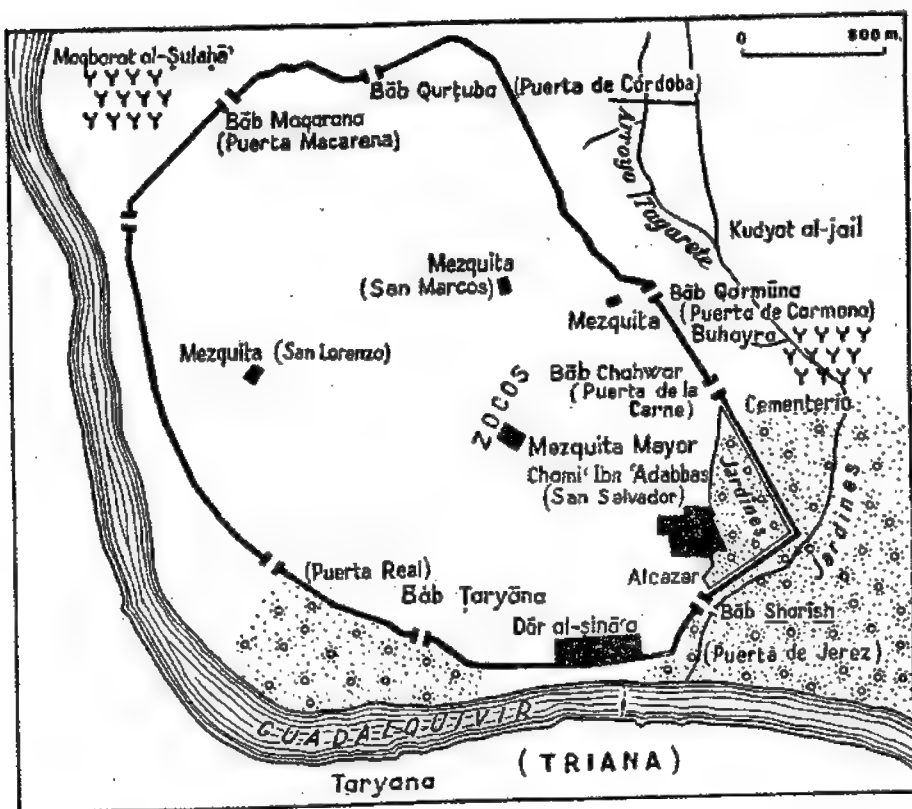 0 800 m.
Maqbarat al-Ṣulaḥā'
Bāb Qurṭuba (Puerta de Córdoba)
Bāb Maqarana
(Puerta Macarena)
Arroyo Tagarete
Kudyat al-jail
Mezquita
(San Marcos)
Mezquita
Bāb Qarmūna
(Puerta de Carmona)
Buhayra
Mezquita (San Lorenzo)
Bāb Chahwar
(Puerta de la
Carne)
Cementerio
ZOCOS
Mezquita Mayor
Chami' Ibn 'Adabbas
(San Salvador)
Jardines
Jardines
Alcazar
(Puerta Real)
Bāb Ṭaryāna
Bāb Sharīsh
Dār al-ṣinā'a
(Puerta de Jerez)
GUADALQUIVIR
(TRIANA)
Taryana